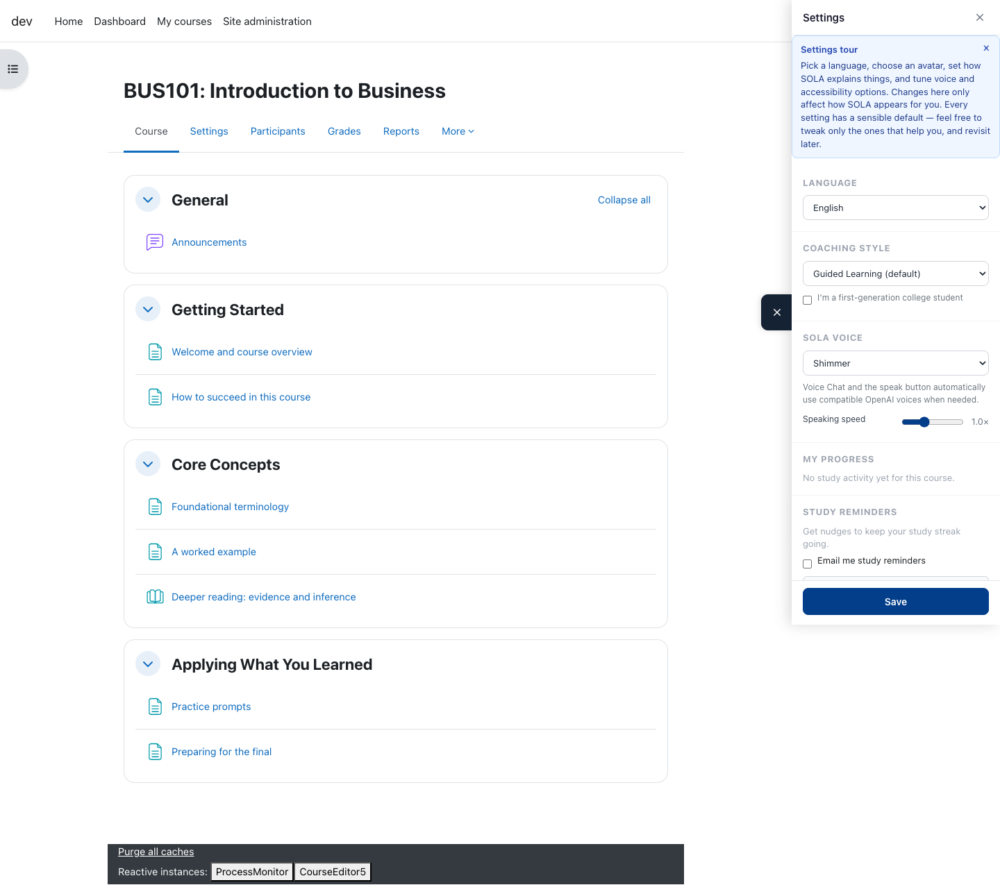 dev
Home
Dashboard
My courses
Site administration
BUS101: Introduction to Business
Course
Settings
Participants
Grades
Reports
More
General
Collapse all
Announcements
Getting Started
Welcome and course overview
How to succeed in this course
Core Concepts
Foundational terminology
A worked example
Deeper reading: evidence and inference
Applying What You Learned
Practice prompts
Preparing for the final
Purge all caches
Reactive instances: ProcessMonitor CourseEditor5
Settings
Settings tour
Pick a language, choose an avatar, set how
SOLA explains things, and tune voice and
accessibility options. Changes here only
affect how SOLA appears for you. Every
setting has a sensible default — feel free to
tweak only the ones that help you, and revisit
later.
LANGUAGE
English
COACHING STYLE
Guided Learning (default)
I'm a first-generation college student
SOLA VOICE
Shimmer
Voice Chat and the speak button automatically
use compatible OpenAI voices when needed.
Speaking speed
1.0×
MY PROGRESS
No study activity yet for this course.
STUDY REMINDERS
Get nudges to keep your study streak
going.
Email me study reminders
Save